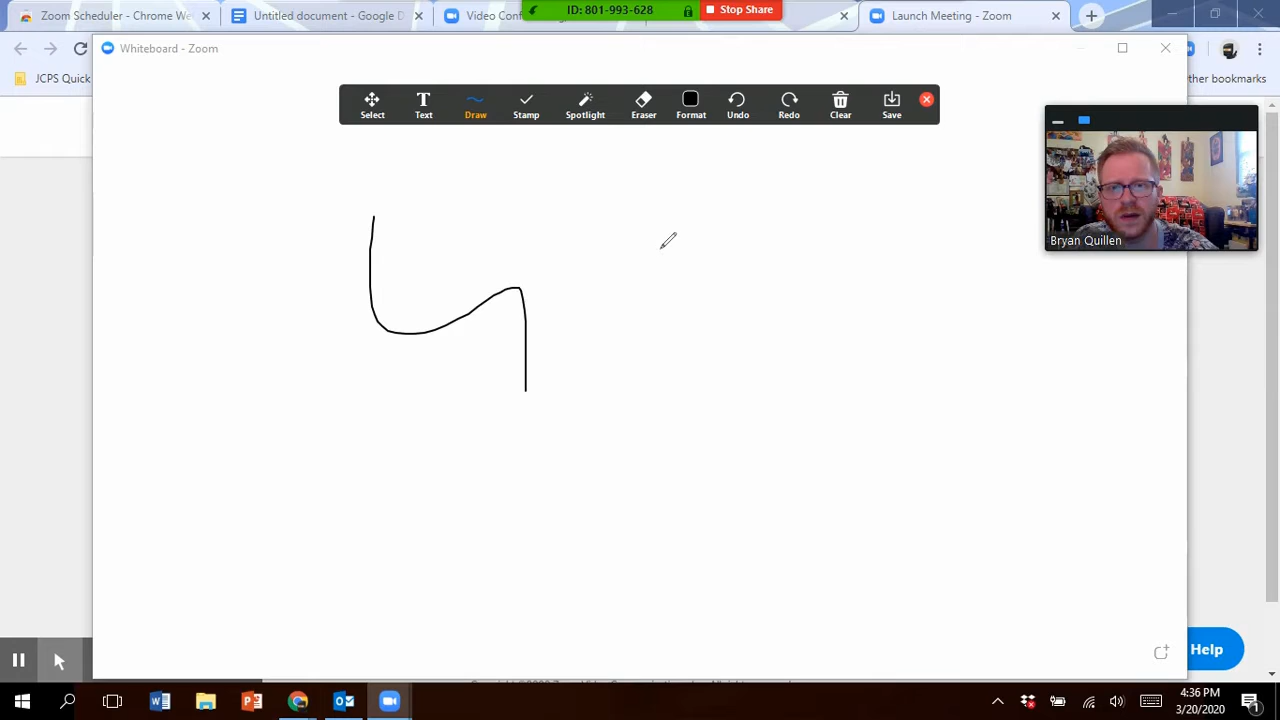 Zoom Scheduler - Chrome We
Untitled document - Google D
Video Conf
ID: 801-993-628
Stop Share
Launch Meeting - Zoom
JCPS Quick
ther bookmarks
Whiteboard - Zoom
Select
Text
Draw
Stamp
Spotlight
Eraser
Format
Undo
Redo
Clear
Save
Bryan Quillen
Help
4:36 PM
3/20/2020
1